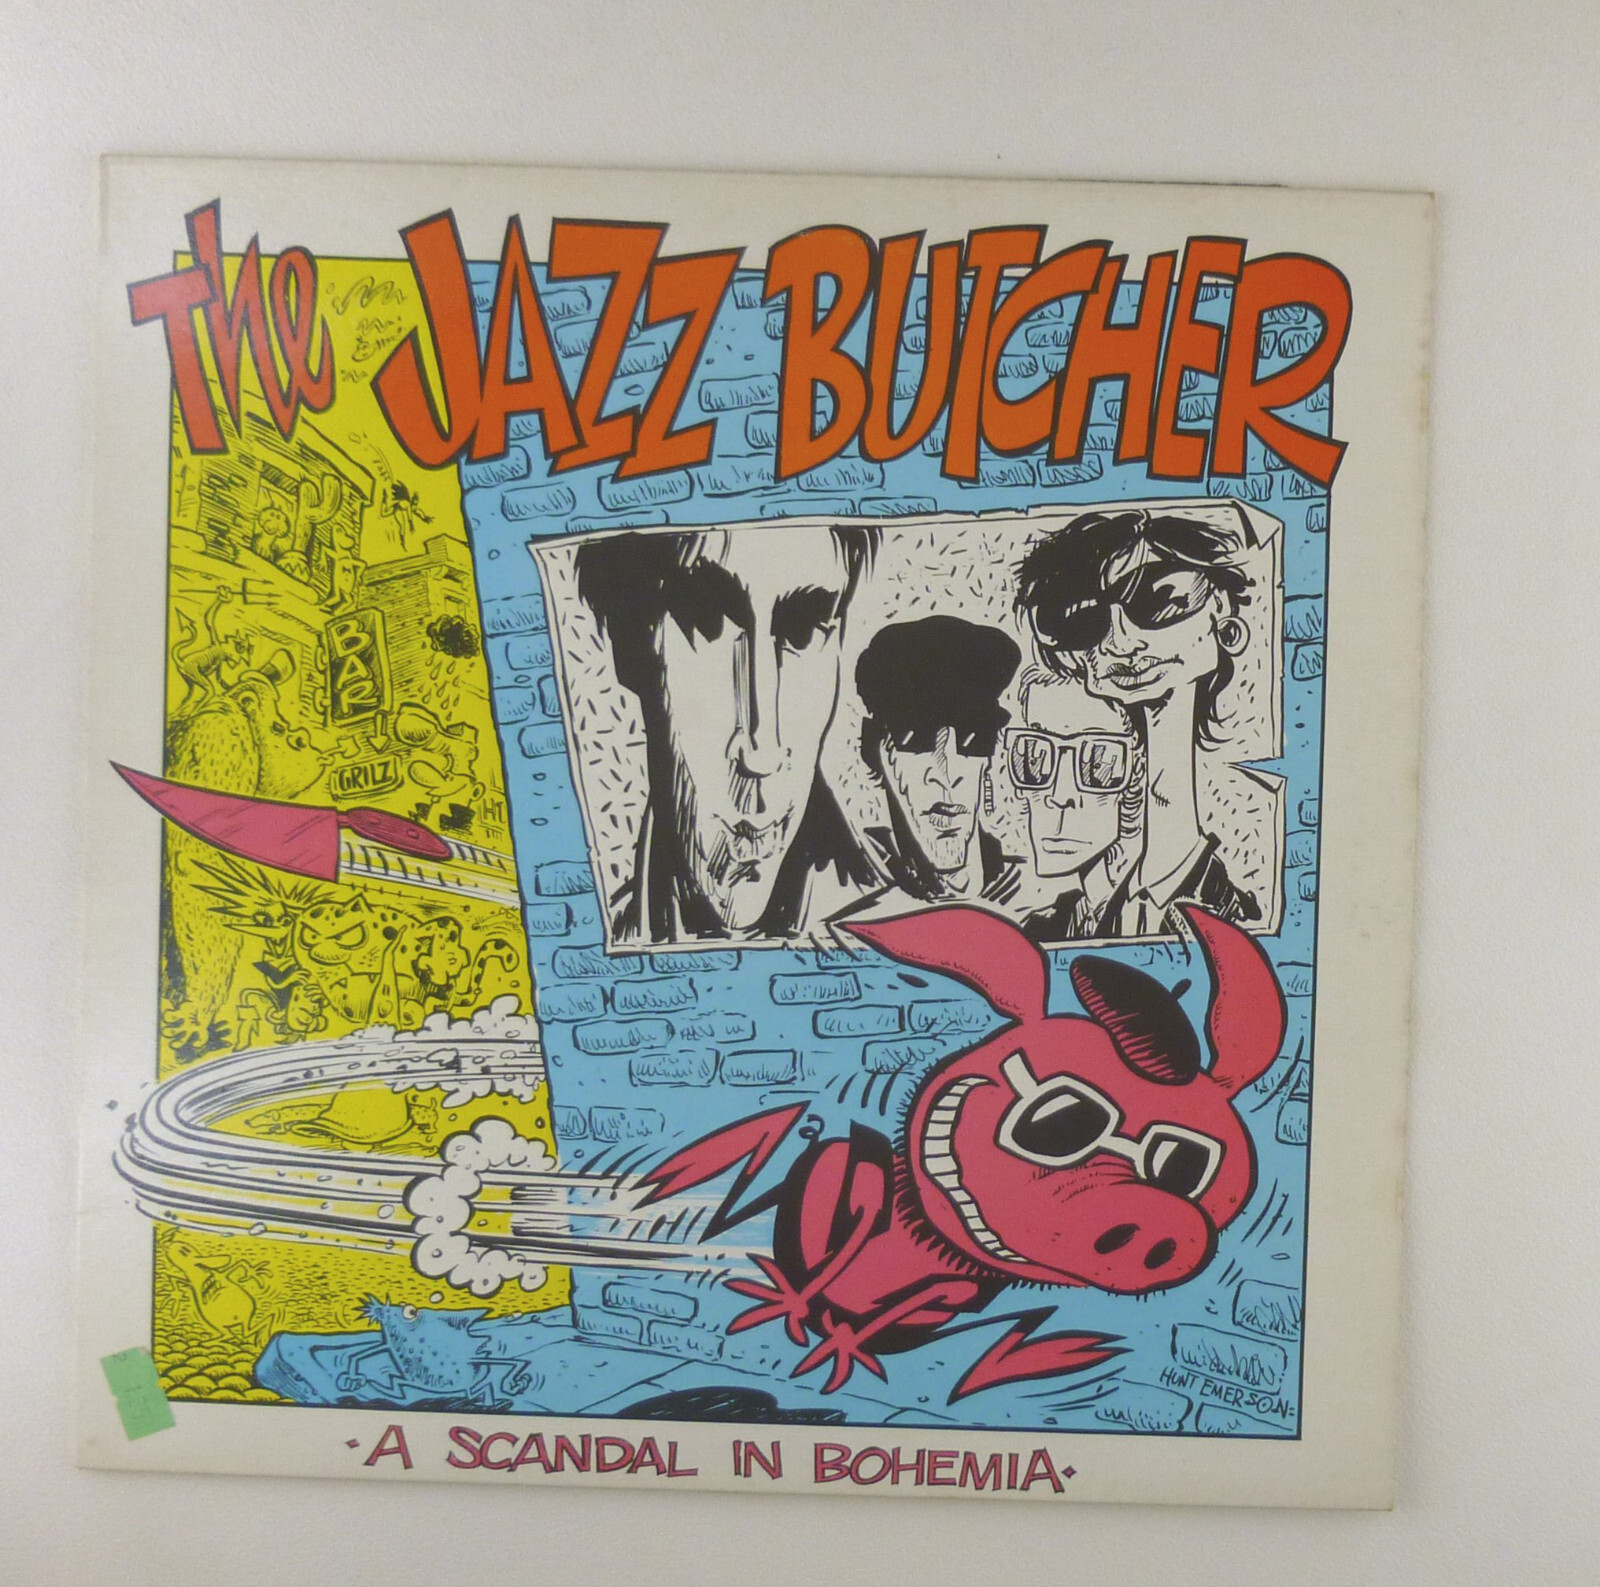 The JAZZ BUTCHER
BAR
GRILZ
HUNT EMERSON
· A SCANDAL IN BOHEMIA ·